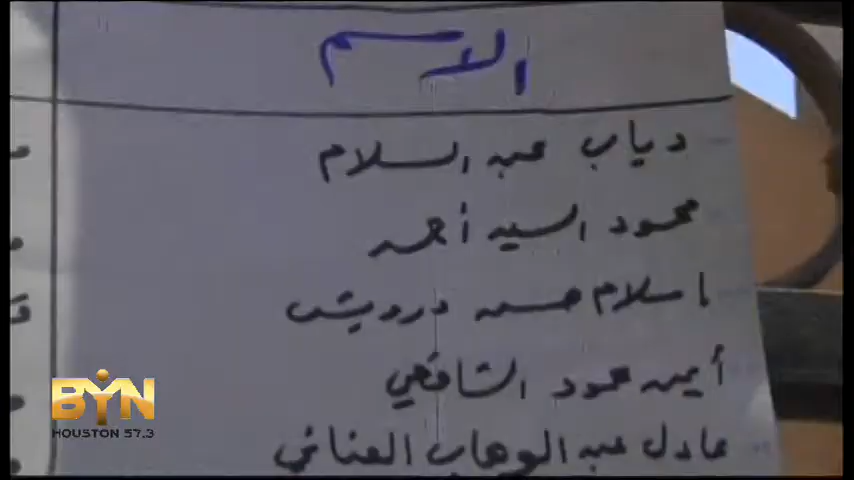 الاسم
دياب عبد السلام
محمود السيد أحمد
اسلام حسن درويش
أيمن محمود الشافعي
عادل عبد الوهاب العناني
BYN
HOUSTON 57.3